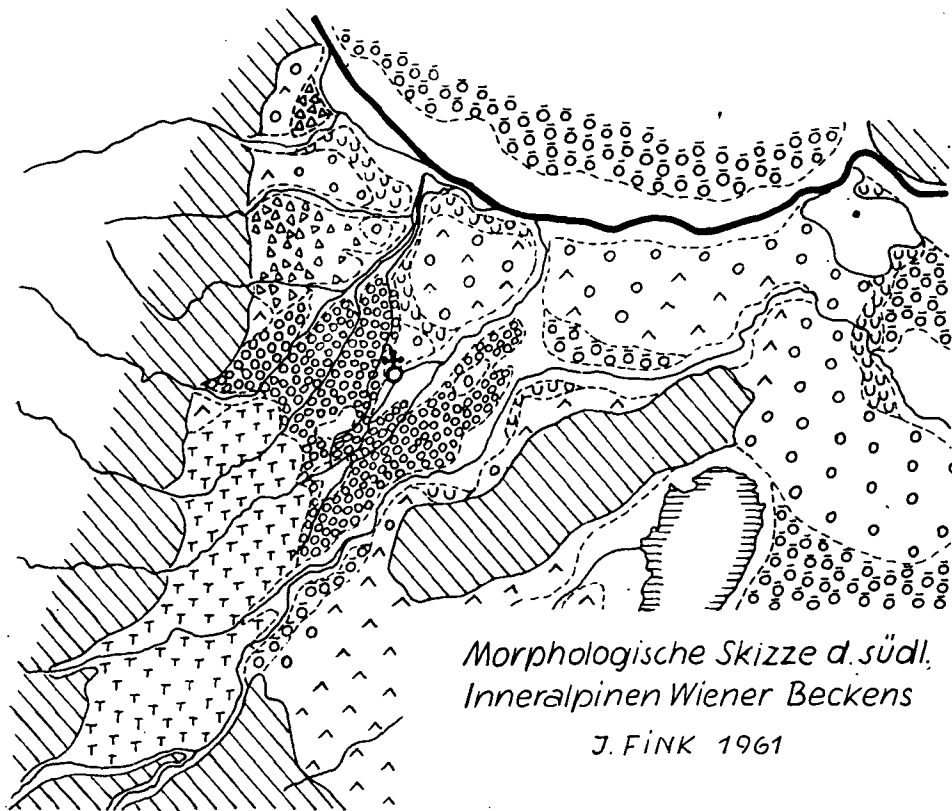 Morphologische Skizze d. südl.
Inneralpinen Wiener Beckens
J. FiNK 1961